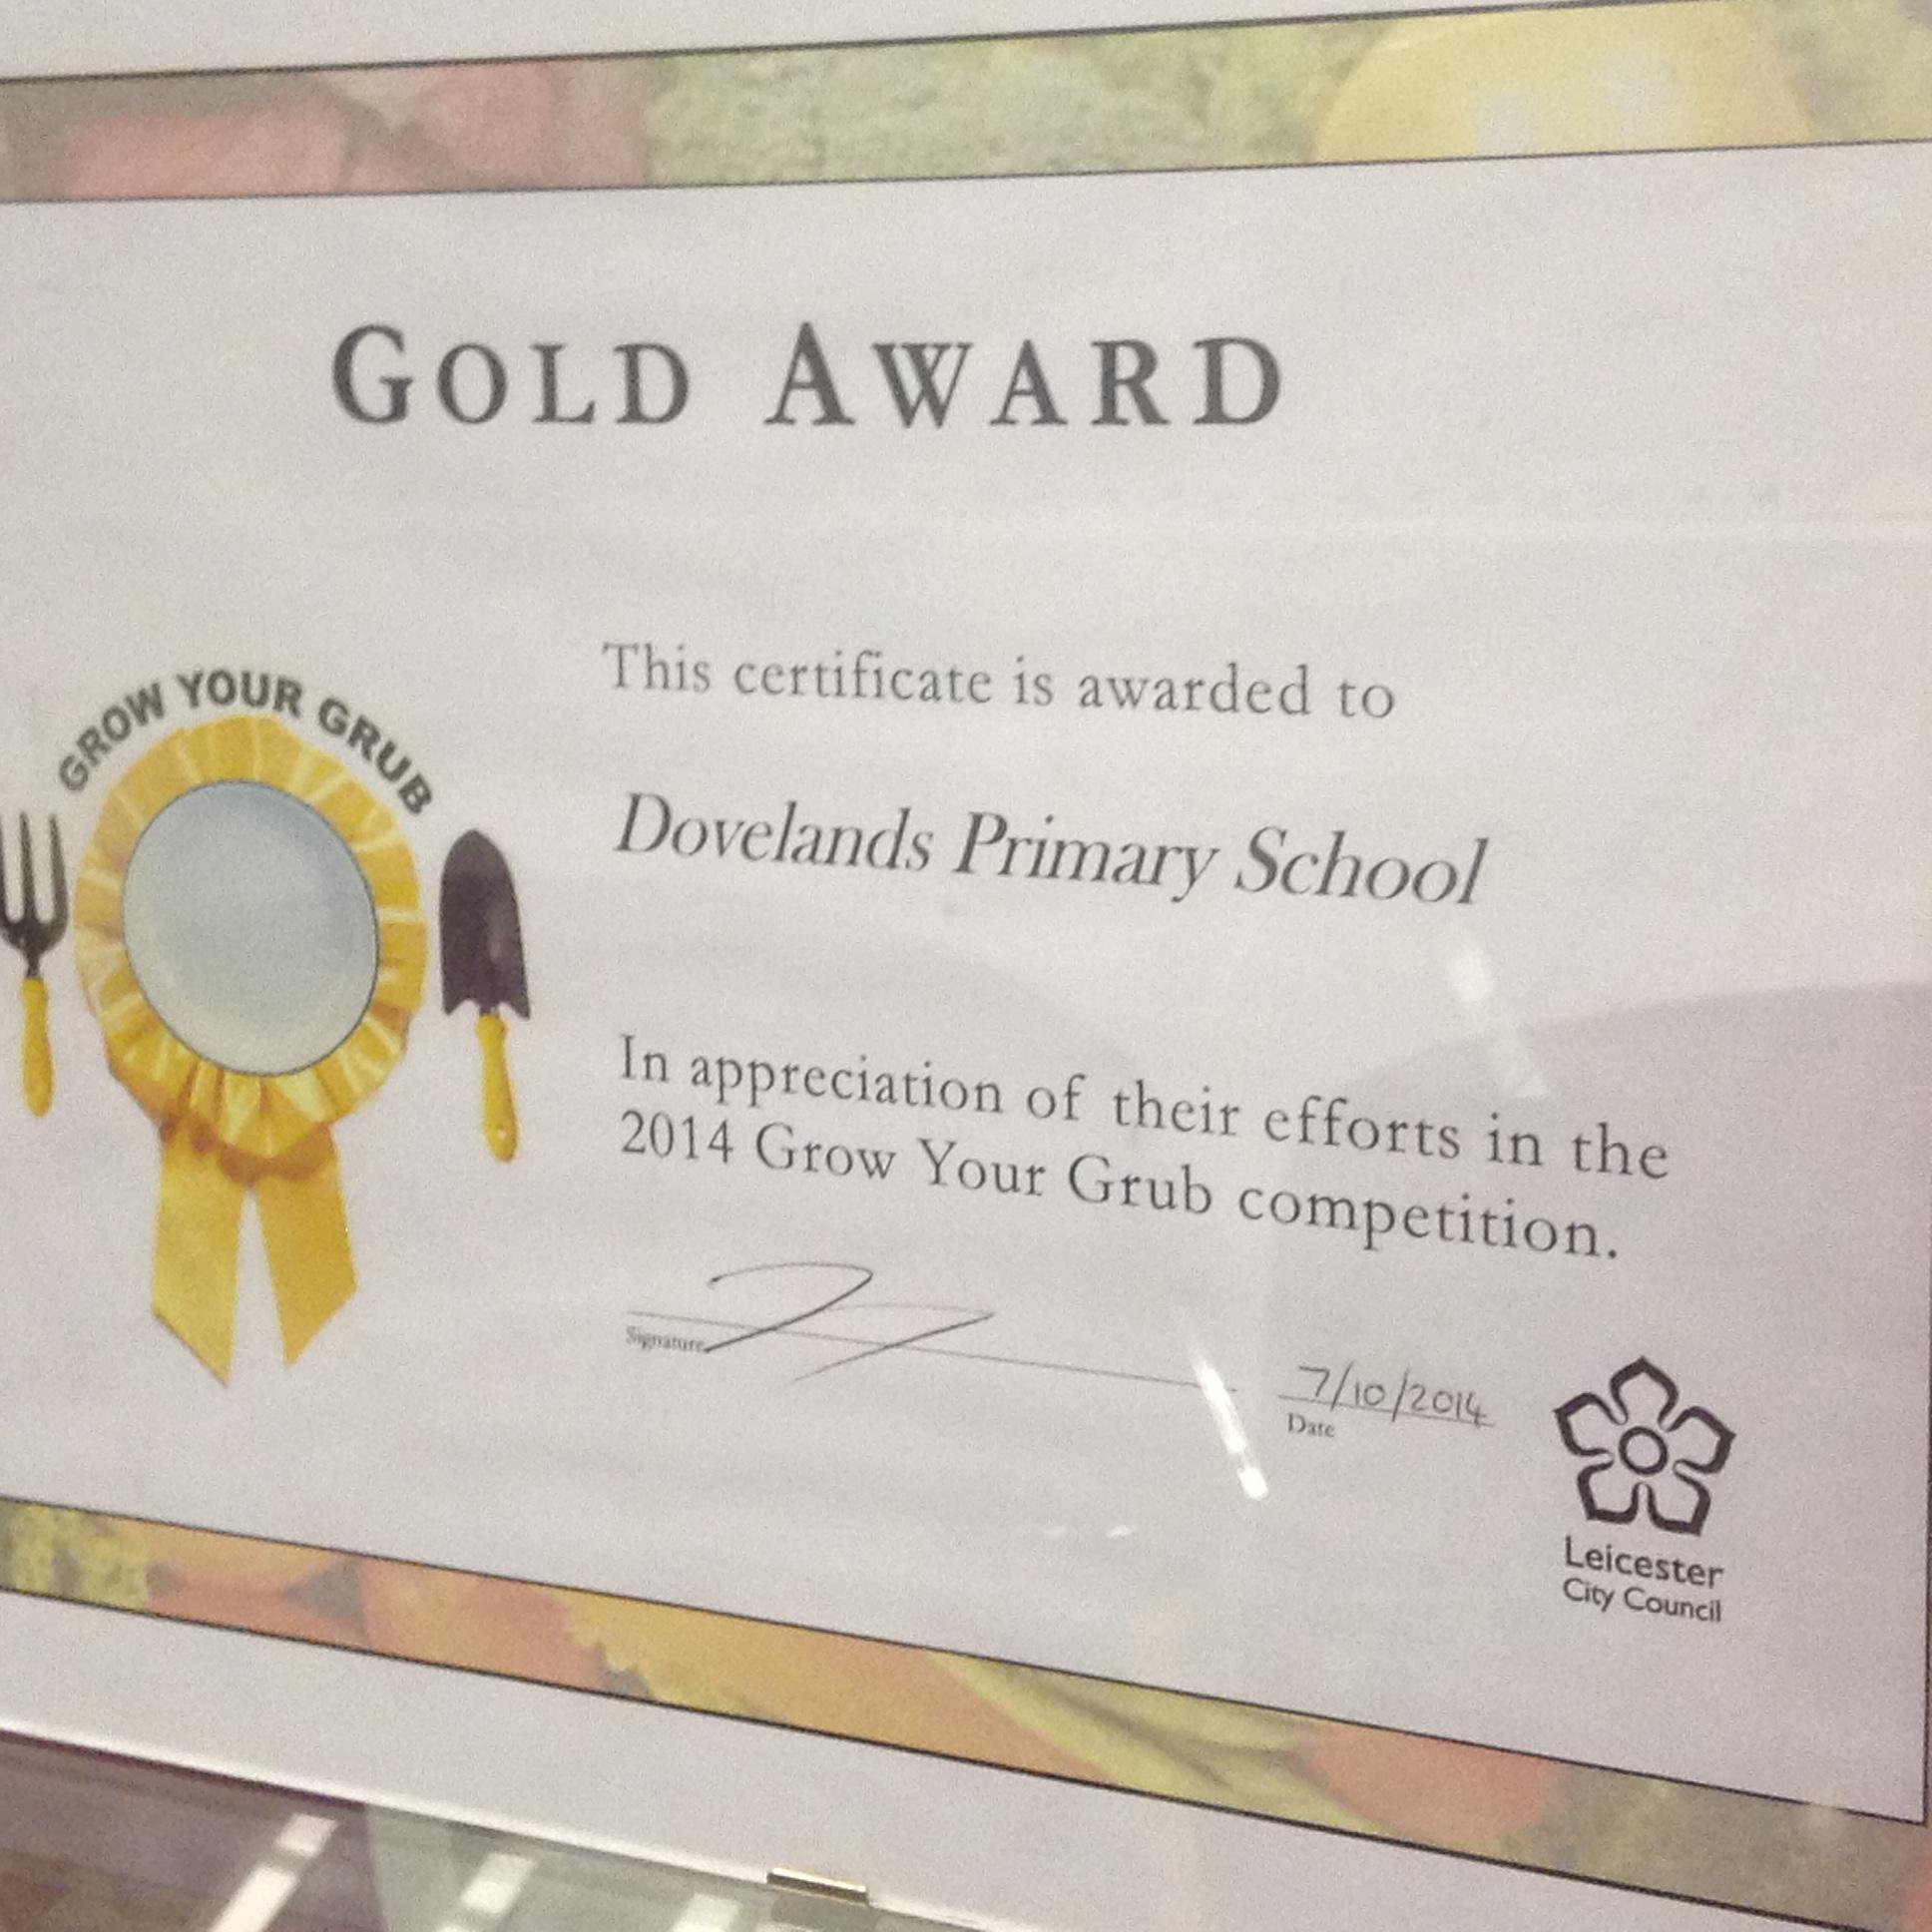 GOLD AWARD
GROW YOUR GRUB
This certificate is awarded to
Dovelands Primary School
In appreciation of their efforts in the
2014 Grow Your Grub competition.
Signature
7/10/2014
Date
Leicester
City Council